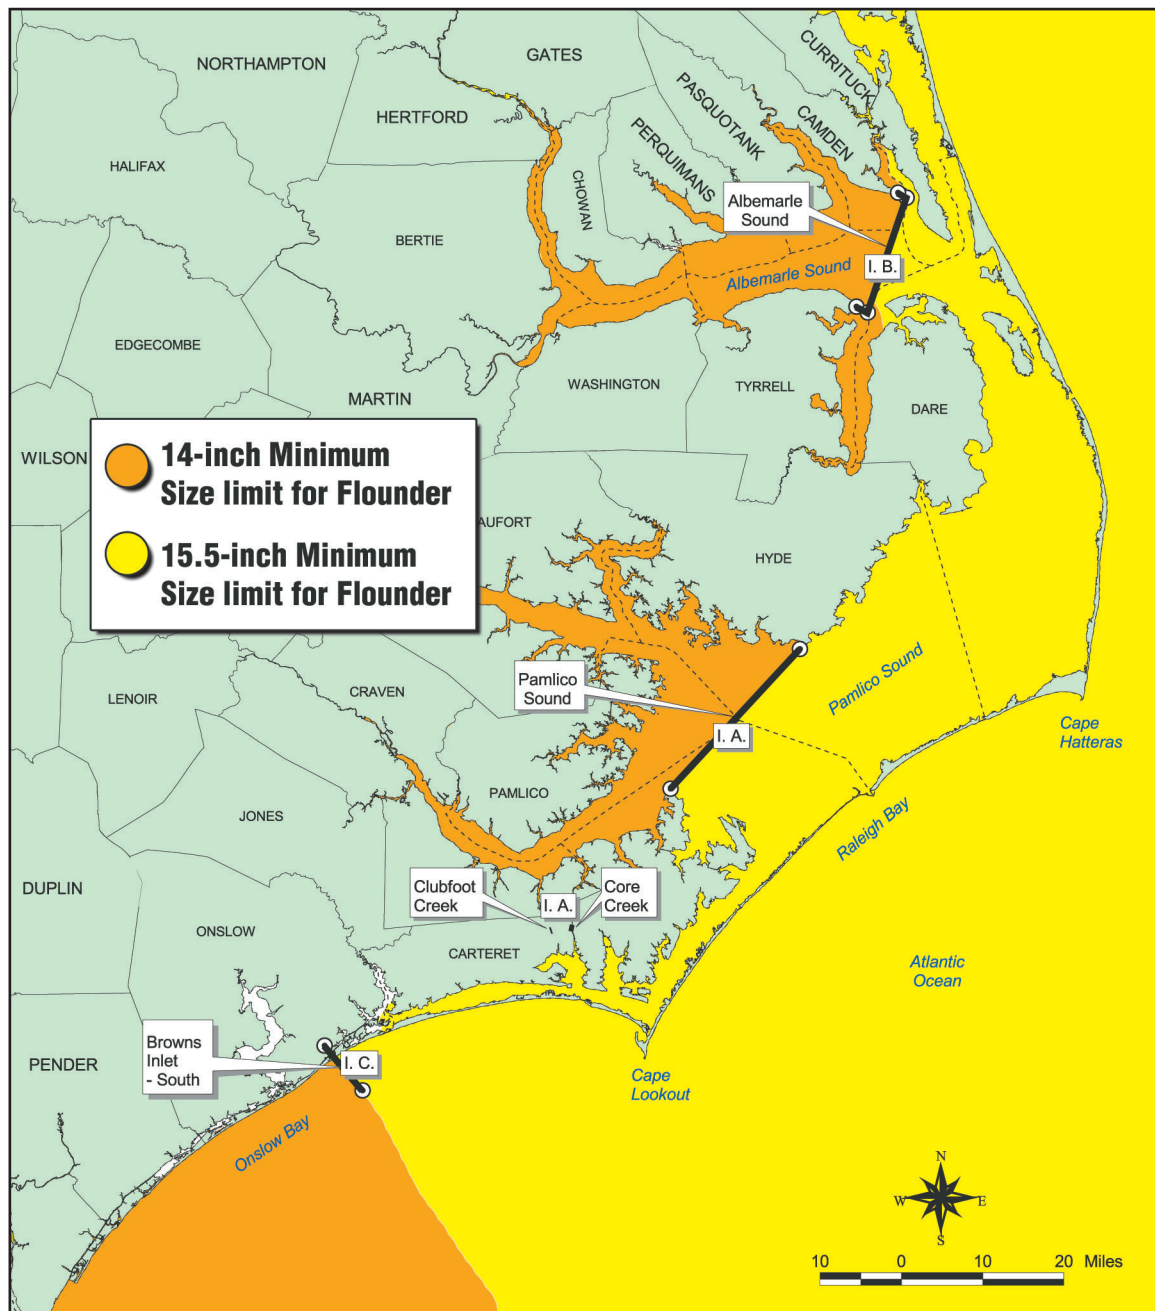 NORTHAMPTON
GATES
HERTFORD
HALIFAX
BERTIE
CHOWAN
PERQUIMANS
PASQUOTANK
CAMDEN
CURRITUCK
Albemarle
Sound
I. B.
Albemarle Sound
EDGECOMBE
MARTIN
WASHINGTON
TYRRELL
DARE
WILSON
14-inch Minimum
Size limit for Flounder
15.5-inch Minimum
Size limit for Flounder
AUFORT
HYDE
Pamlico
Sound
I. A.
Pamlico Sound
Cape
Hatteras
LENOIR
CRAVEN
JONES
PAMLICO
Raleigh Bay
DUPLIN
Clubfoot
Creek
I. A.
Core
Creek
ONSLOW
CARTERET
Atlantic
Ocean
PENDER
Browns
Inlet
- South
I. C.
Cape
Lookout
Onslow Bay
N
W
E
S
10 0 10 20 Miles